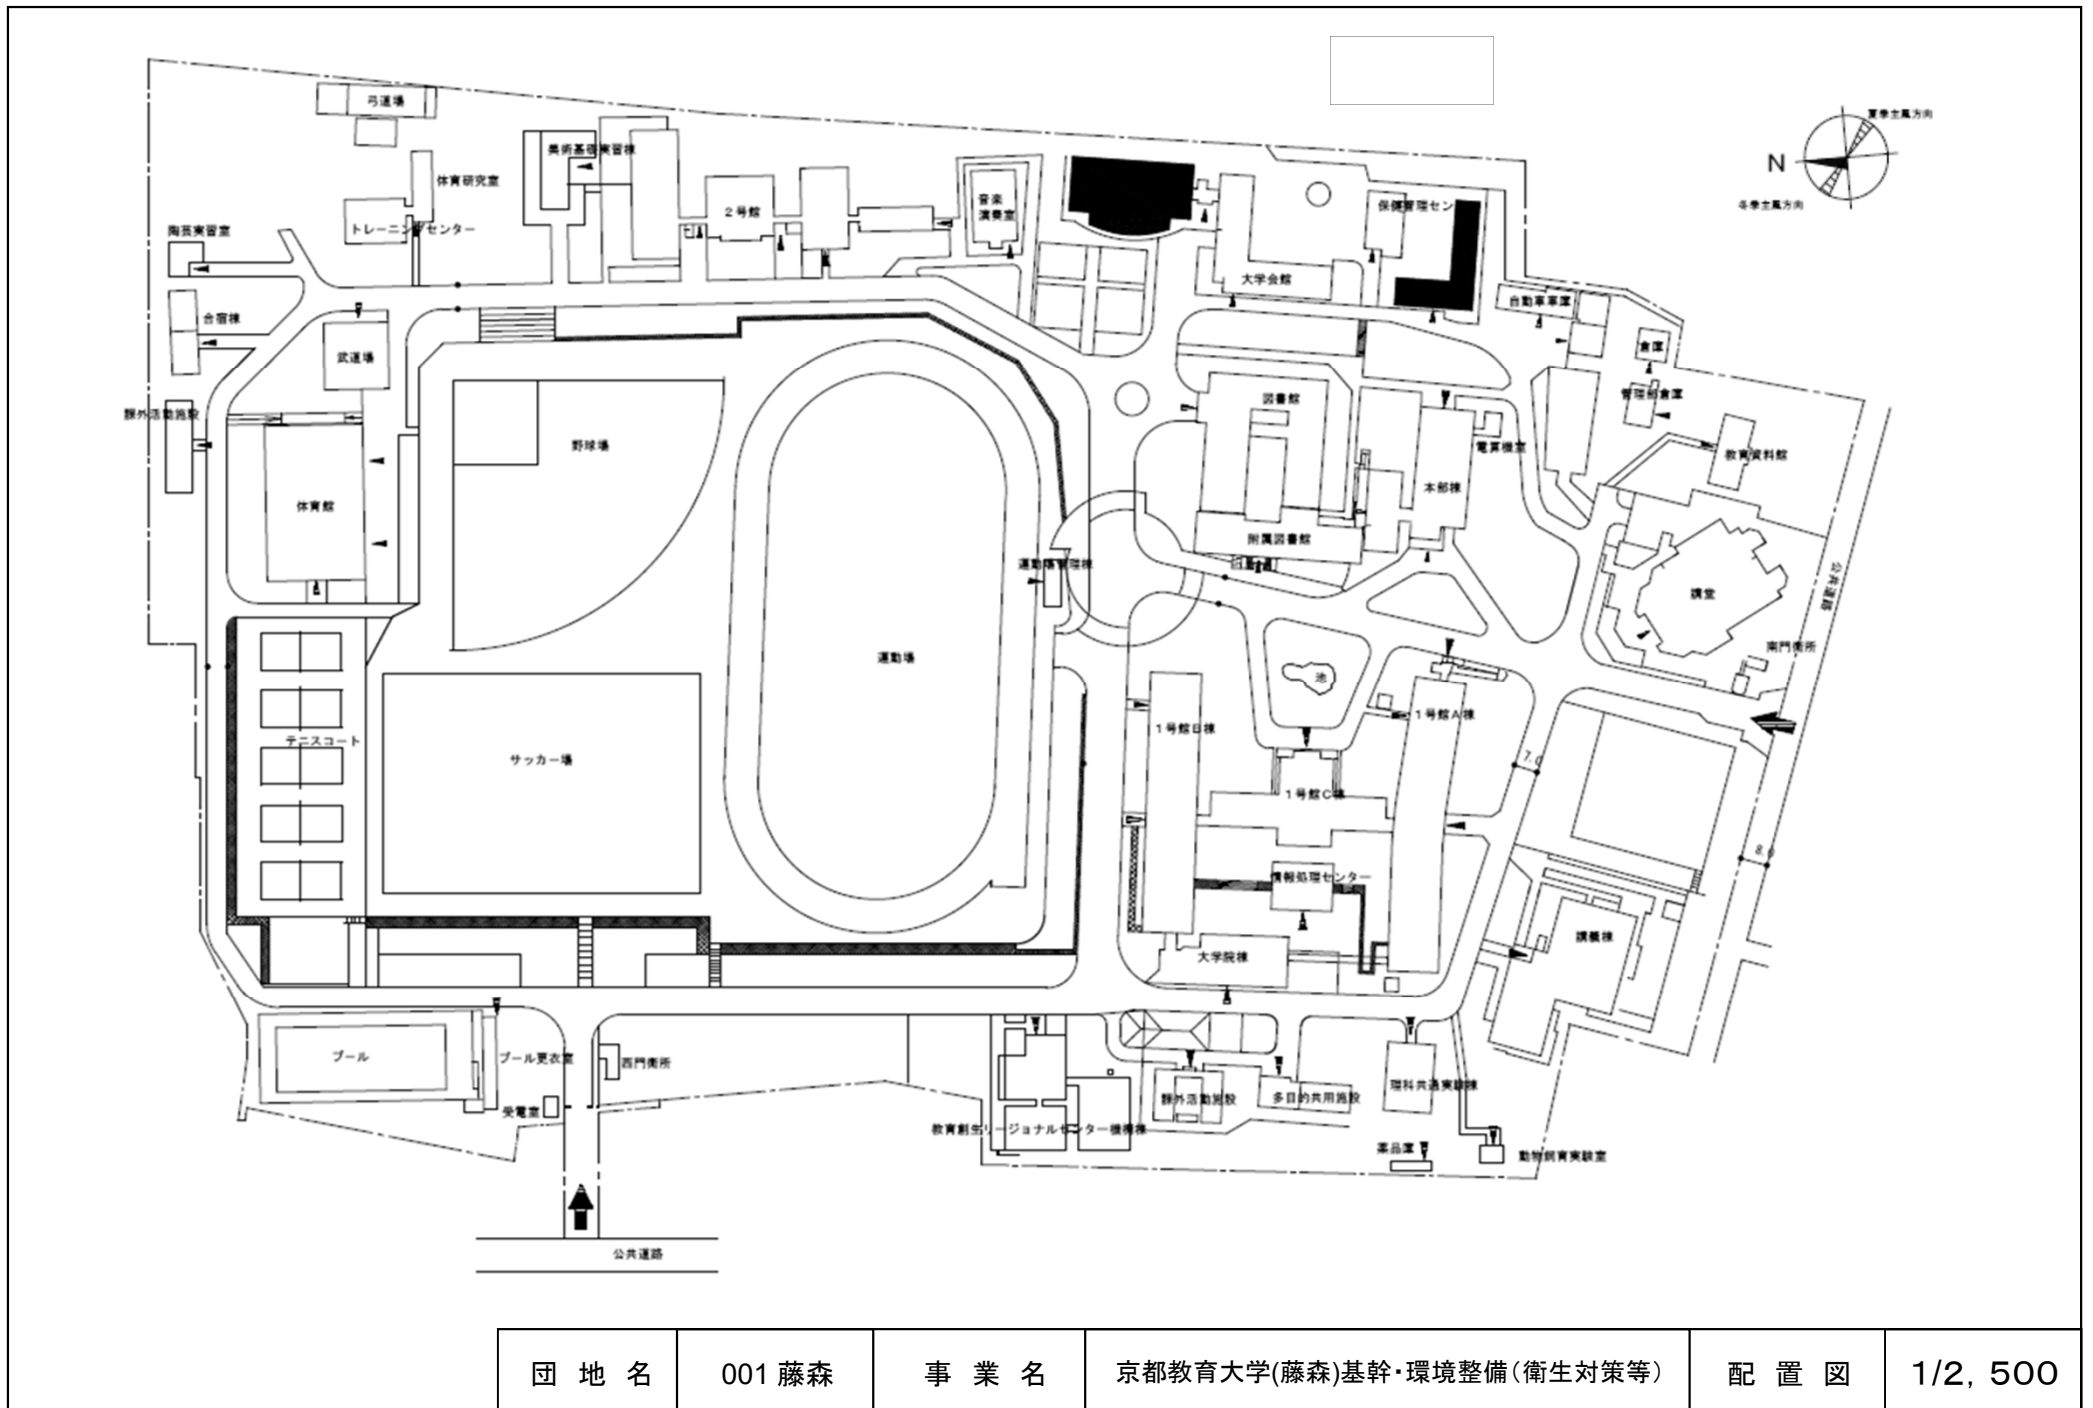 夏季主風方向
N
冬季主風方向
弓道場
美術基礎実習棟
体育研究室
2号館
音楽
演奏室
保健管理セン
トレーニングセンター
陶芸実習室
大学会館
自動車車庫
合宿棟
倉庫
武道場
管理部倉庫
図書館
課外活動施設
野球場
電算機室
教育資料館
本部棟
体育館
附属図書館
運動場管理棟
公共道路
講堂
南門衛所
運動場
池
1号館A棟
1号館B棟
テニスコート
サッカー場
7.0
1号館C棟
8.0
情報処理センター
講義棟
大学院棟
プール
プール更衣室
西門衛所
理科共通実験棟
課外活動施設
多目的共用施設
受電室
教育創生リージョナルセンター機構棟
薬品庫
動物飼育実験室
公共道路
団地名 001藤森 事業名 京都教育大学(藤森)基幹・環境整備(衛生対策等) 配置図 1/2,500